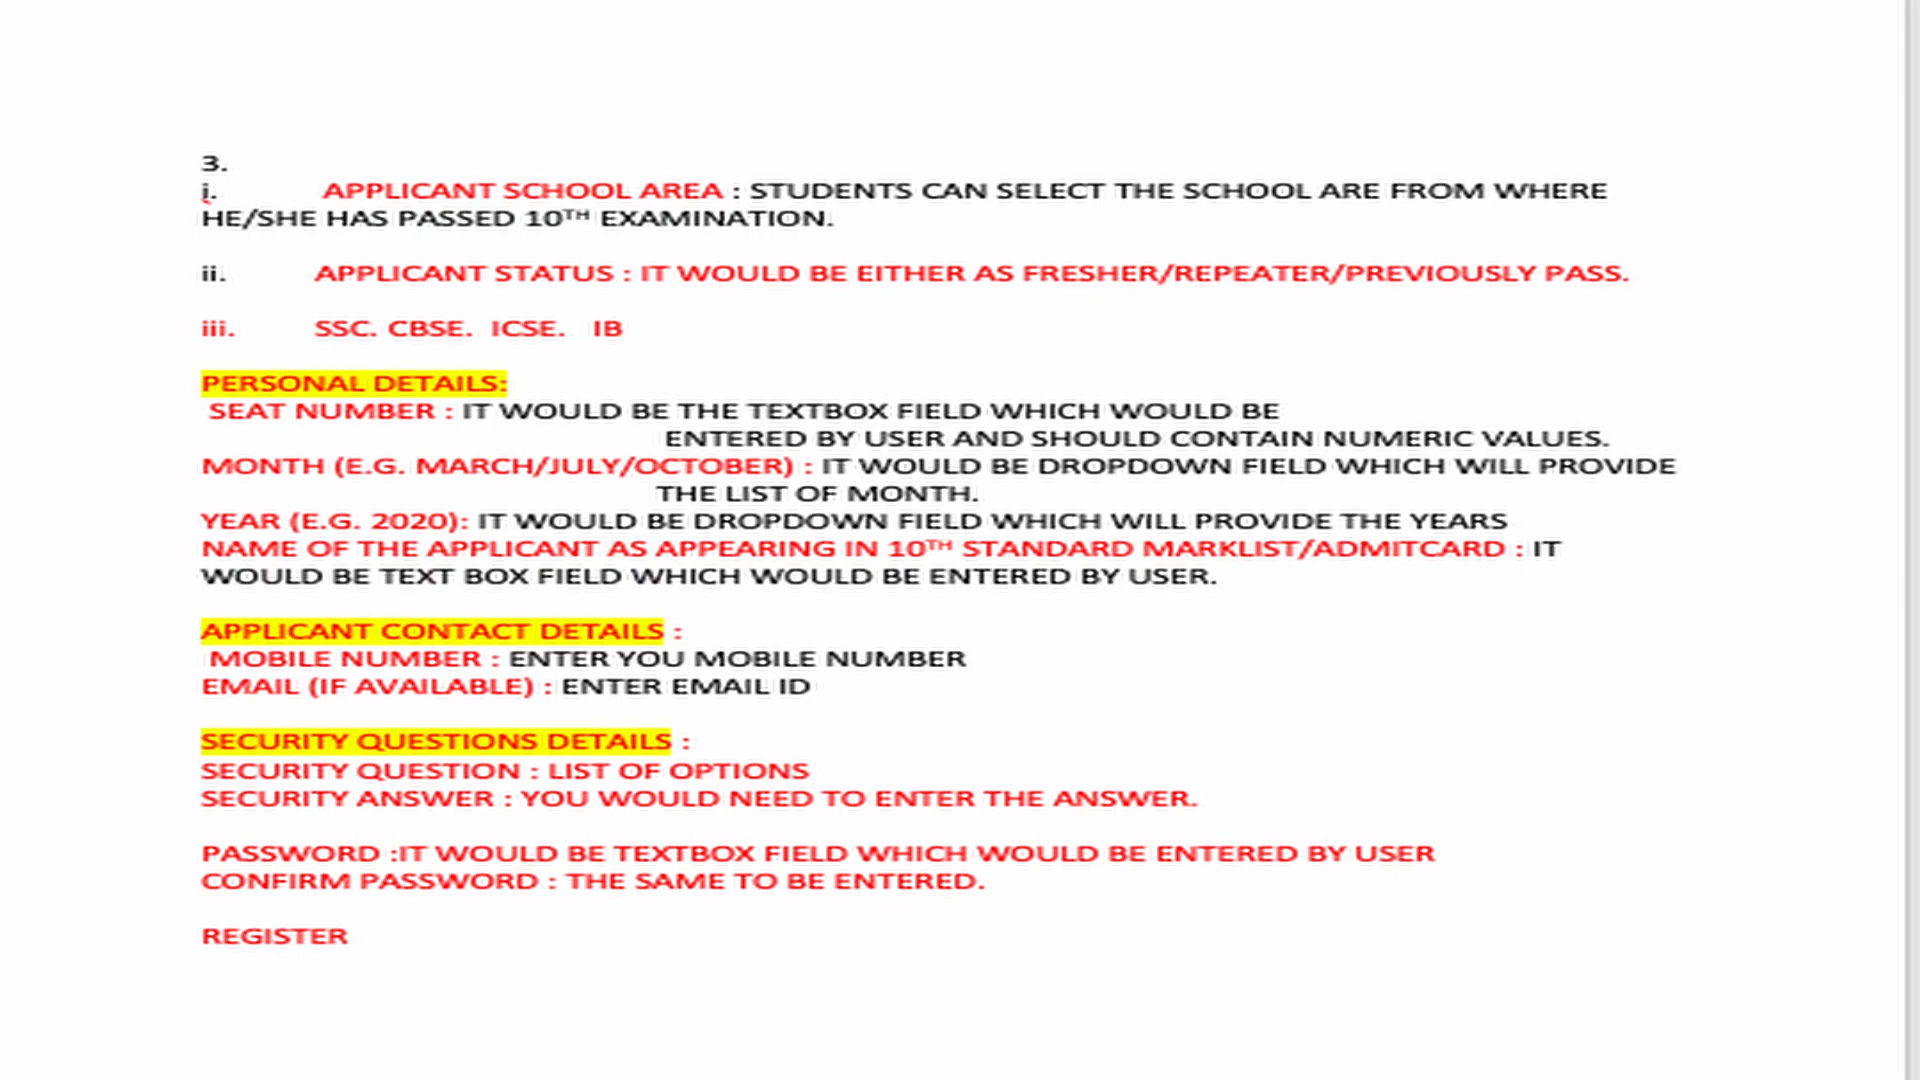 3.
i. APPLICANT SCHOOL AREA : STUDENTS CAN SELECT THE SCHOOL ARE FROM WHERE
HE/SHE HAS PASSED 10TH EXAMINATION.
ii. APPLICANT STATUS : IT WOULD BE EITHER AS FRESHER/REPEATER/PREVIOUSLY PASS.
iii. SSC. CBSE. ICSE. IB
PERSONAL DETAILS:
SEAT NUMBER : IT WOULD BE THE TEXTBOX FIELD WHICH WOULD BE
ENTERED BY USER AND SHOULD CONTAIN NUMERIC VALUES.
MONTH (E.G. MARCH/JULY/OCTOBER) : IT WOULD BE DROPDOWN FIELD WHICH WILL PROVIDE
THE LIST OF MONTH.
YEAR (E.G. 2020): IT WOULD BE DROPDOWN FIELD WHICH WILL PROVIDE THE YEARS
NAME OF THE APPLICANT AS APPEARING IN 10TH STANDARD MARKLIST/ADMITCARD : IT
WOULD BE TEXT BOX FIELD WHICH WOULD BE ENTERED BY USER.
APPLICANT CONTACT DETAILS :
MOBILE NUMBER : ENTER YOU MOBILE NUMBER
EMAIL (IF AVAILABLE) : ENTER EMAIL ID
SECURITY QUESTIONS DETAILS :
SECURITY QUESTION : LIST OF OPTIONS
SECURITY ANSWER : YOU WOULD NEED TO ENTER THE ANSWER.
PASSWORD :IT WOULD BE TEXTBOX FIELD WHICH WOULD BE ENTERED BY USER
CONFIRM PASSWORD : THE SAME TO BE ENTERED.
REGISTER